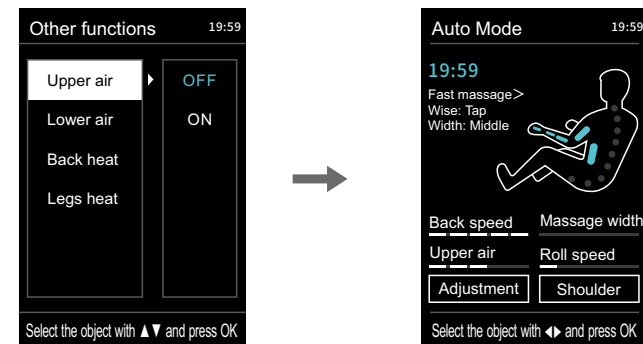 Other functions 19:59
Upper air OFF
Lower air ON
Back heat
Legs heat
Select the object with ▲▼ and press OK
Auto Mode 19:59
19:59
Fast massage>
Wise: Tap
Width: Middle
Back speed Massage width
Upper air Roll speed
Adjustment Shoulder
Select the object with ◀▶ and press OK